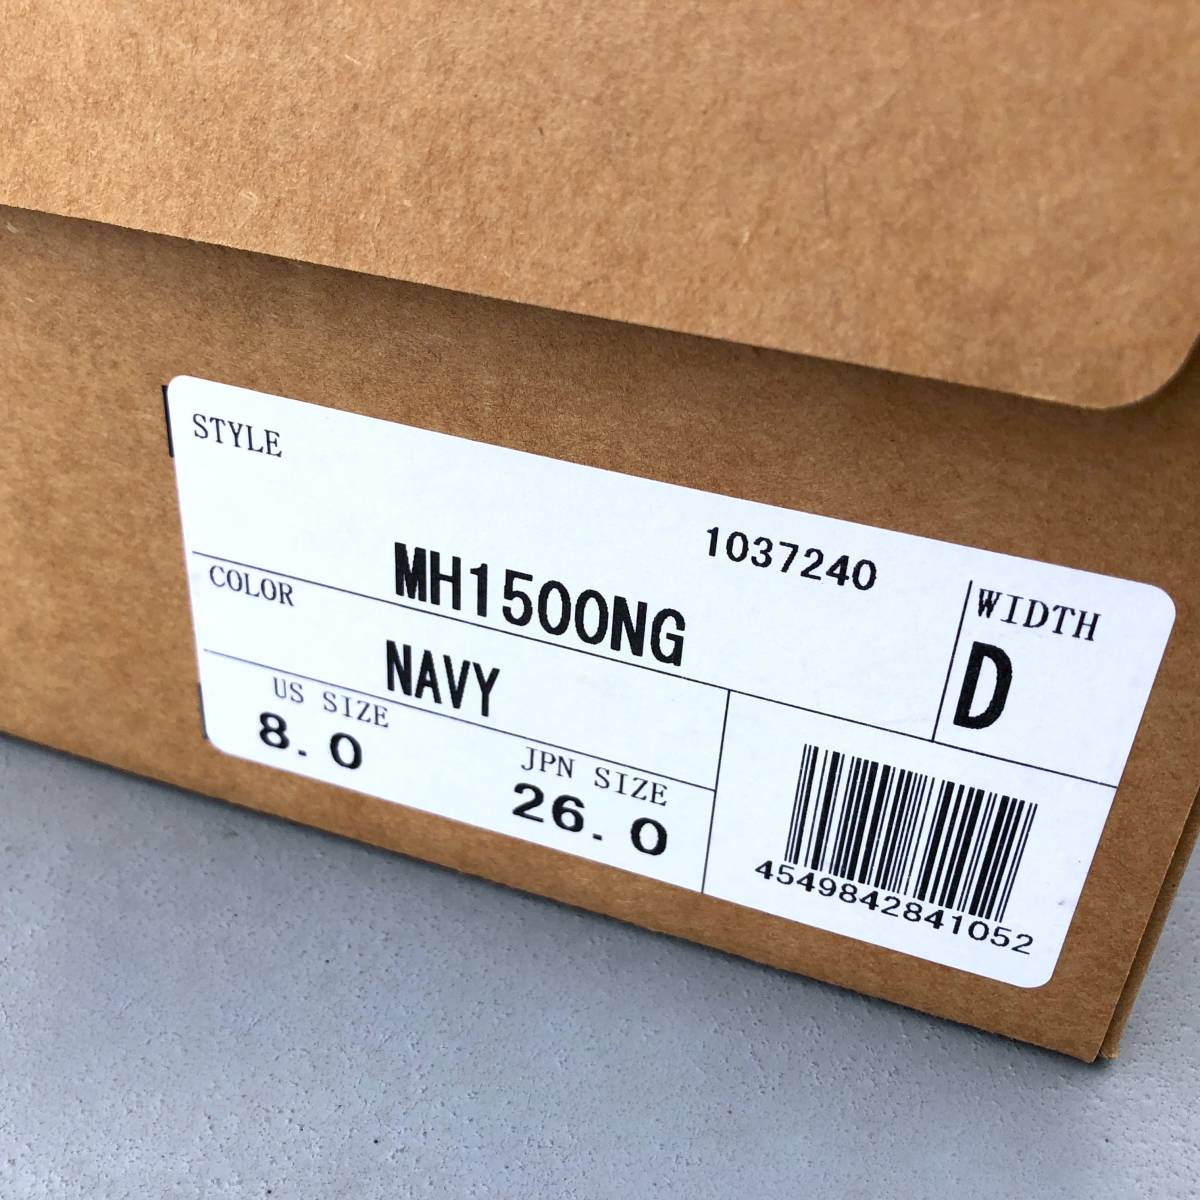 STYLE
1037240
MH1500NG
WIDTH
D
COLOR
NAVY
US SIZE
8.0
JPN SIZE
26.0
4549842841052